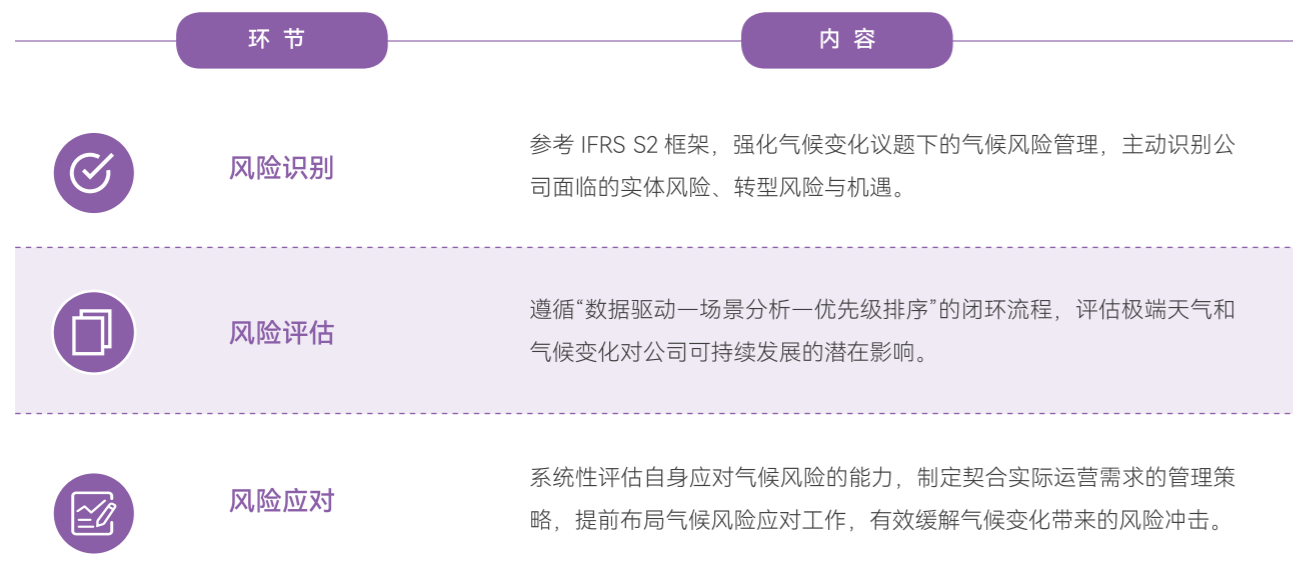 环 节
内 容
风险识别
参考 IFRS S2 框架，强化气候变化议题下的气候风险管理，主动识别公
司面临的实体风险、转型风险与机遇。
风险评估
遵循“数据驱动—场景分析—优先级排序”的闭环流程，评估极端天气和
气候变化对公司可持续发展的潜在影响。
风险应对
系统性评估自身应对气候风险的能力，制定契合实际运营需求的管理策
略，提前布局气候风险应对工作，有效缓解气候变化带来的风险冲击。